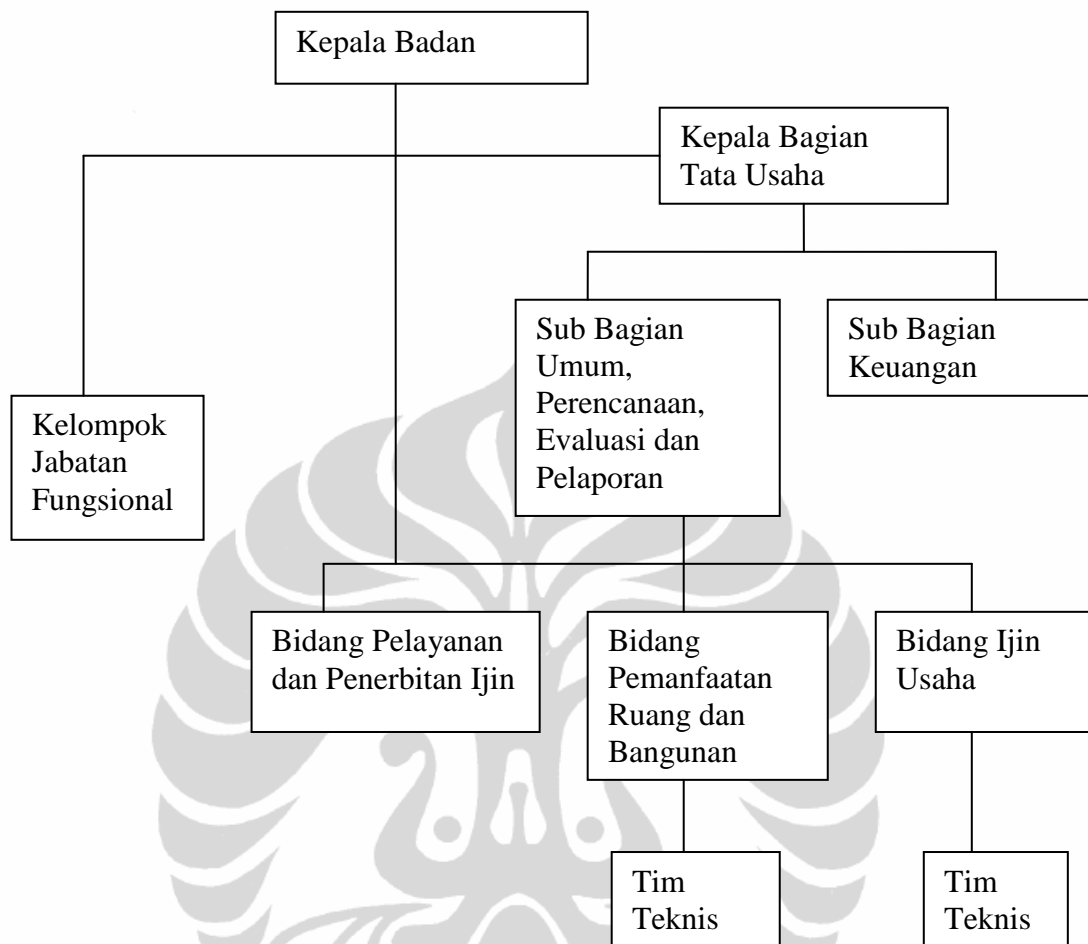 Kepala Badan
Kepala Bagian
Tata Usaha
Sub Bagian
Umum,
Perencanaan,
Evaluasi dan
Pelaporan
Sub Bagian
Keuangan
Kelompok
Jabatan
Fungsional
Bidang Pelayanan
dan Penerbitan Ijin
Bidang
Pemanfaatan
Ruang dan
Bangunan
Bidang Ijin
Usaha
Tim
Teknis
Tim
Teknis